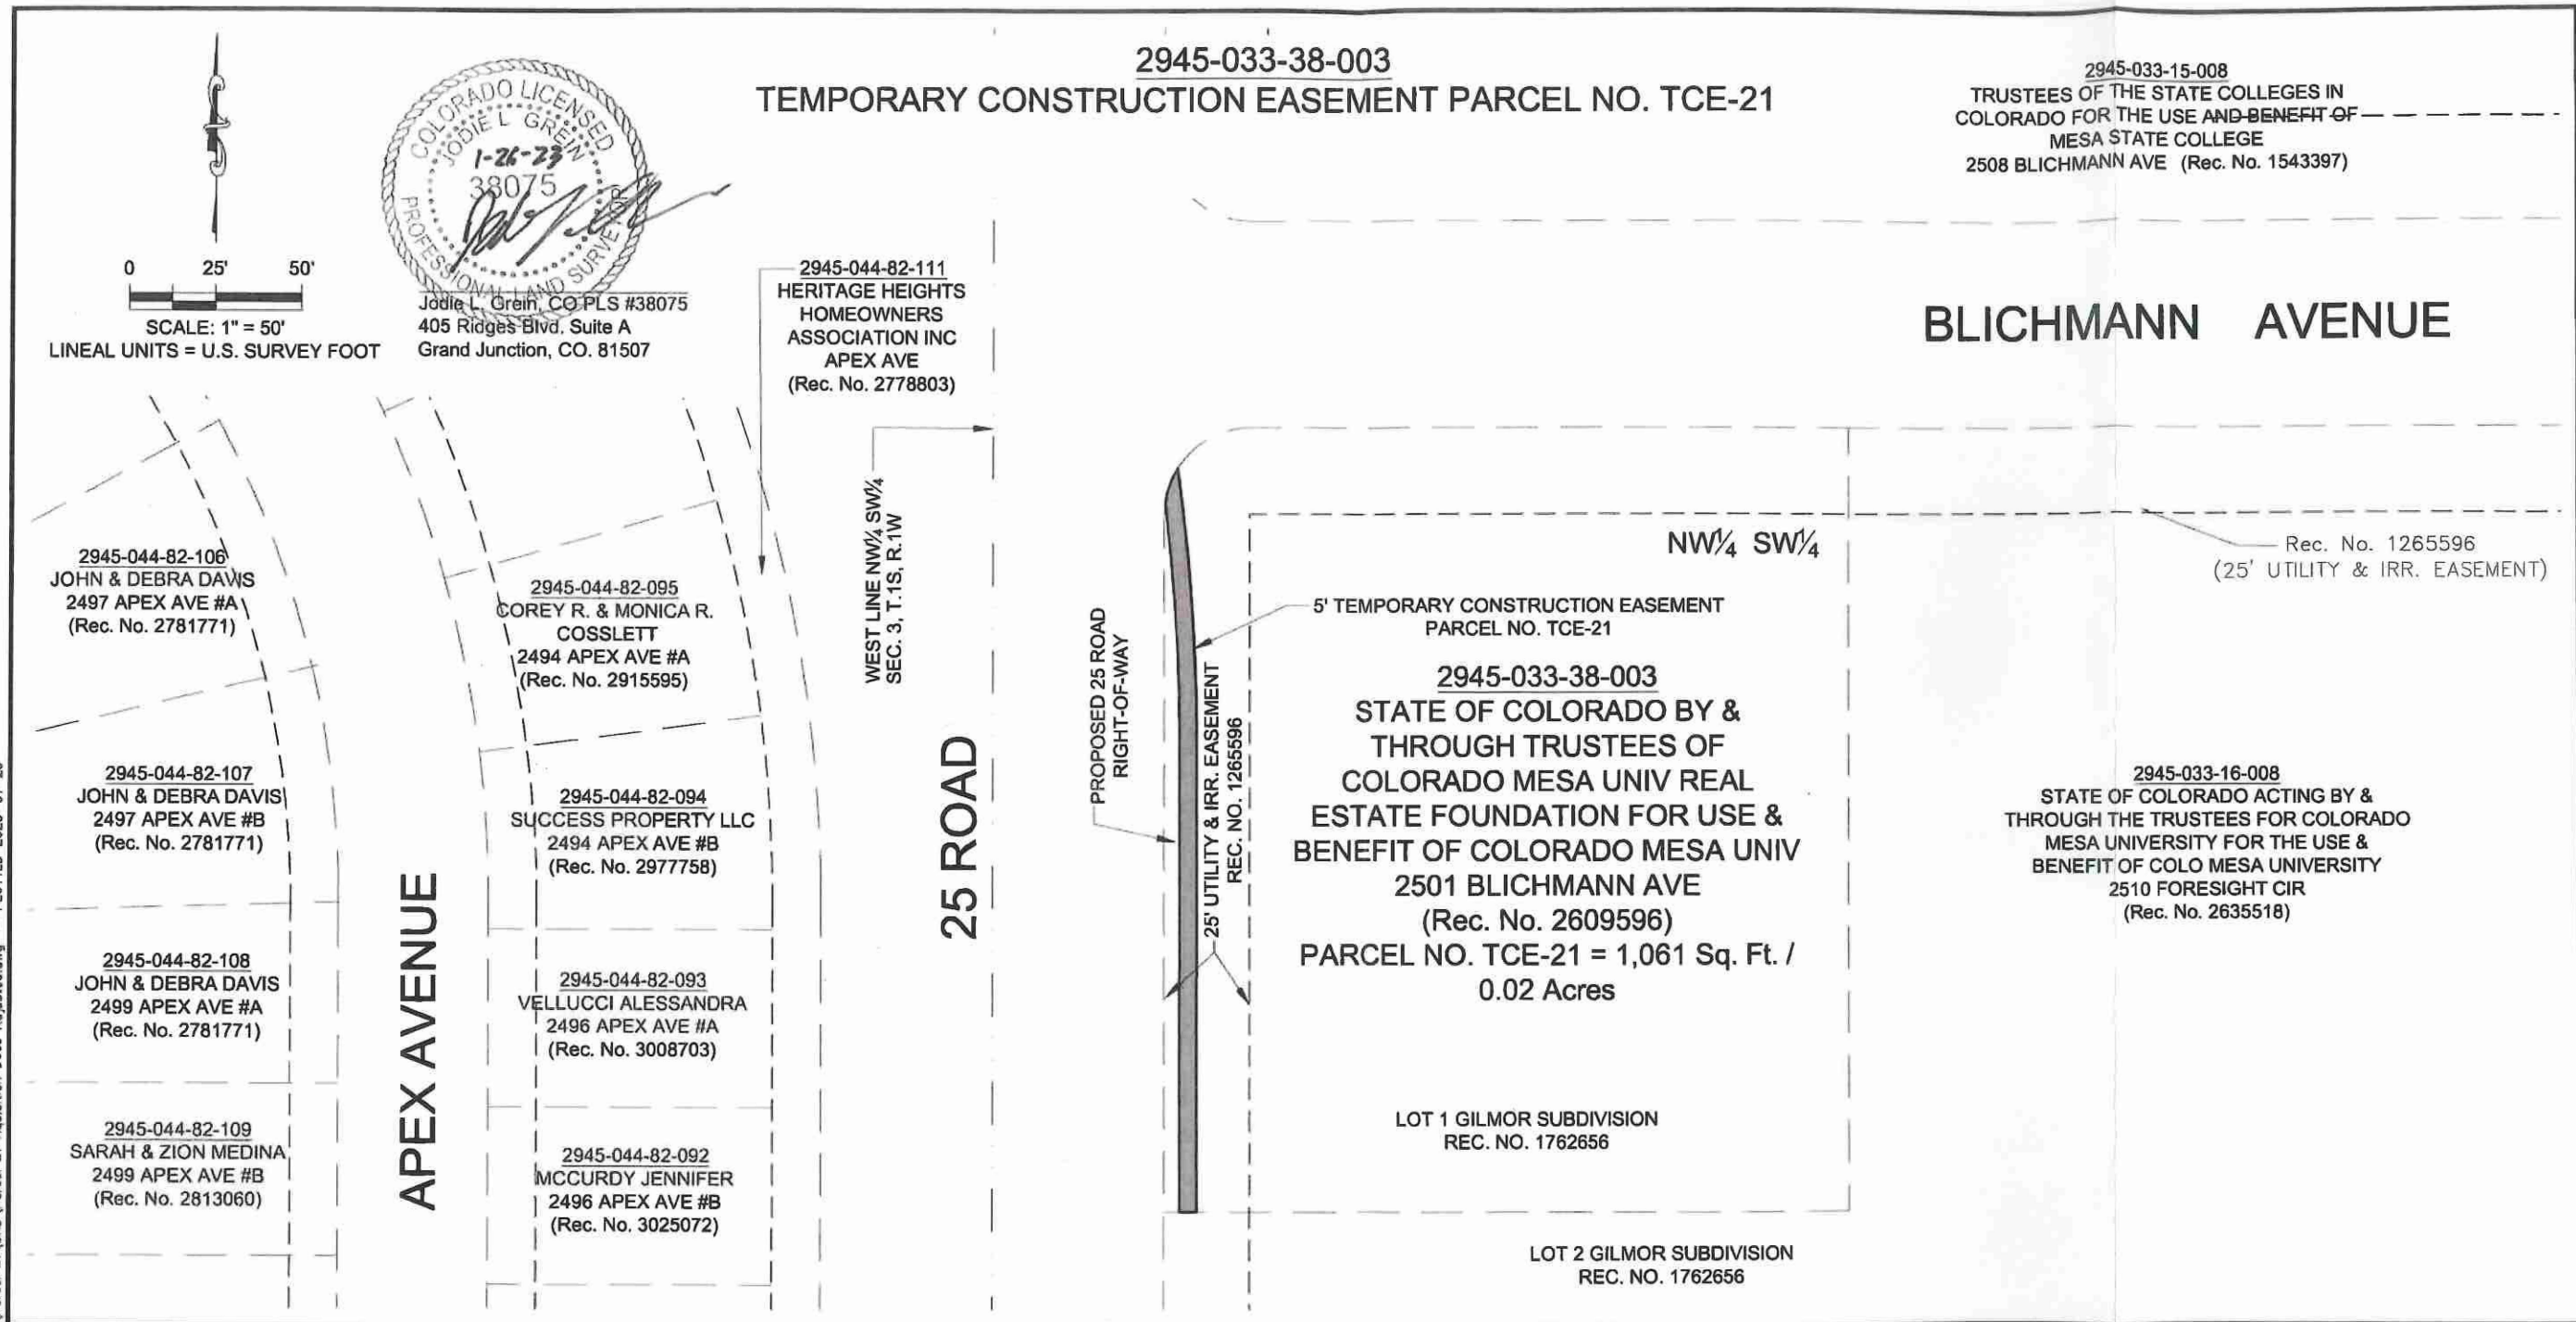 2945-033-38-003
TEMPORARY CONSTRUCTION EASEMENT PARCEL NO. TCE-21
2945-033-15-008
TRUSTEES OF THE STATE COLLEGES IN
COLORADO FOR THE USE AND BENEFIT OF
MESA STATE COLLEGE
2508 BLICHMANN AVE (Rec. No. 1543397)
COLORADO LICENSED
JODIE L GREIN
1-26-23
38075
PROFESSIONAL LAND SURVEYOR
0 25' 50'
SCALE: 1" = 50'
LINEAL UNITS = U.S. SURVEY FOOT
Jodie L. Grein, CO PLS #38075
405 Ridges Blvd. Suite A
Grand Junction, CO. 81507
2945-044-82-111
HERITAGE HEIGHTS
HOMEOWNERS
ASSOCIATION INC
APEX AVE
(Rec. No. 2778803)
BLICHMANN AVENUE
WEST LINE NW¼ SW¼
SEC. 3, T.1S, R.1W
NW¼ SW¼
Rec. No. 1265596
(25' UTILITY & IRR. EASEMENT)
2945-044-82-106
JOHN & DEBRA DAVIS
2497 APEX AVE #A
(Rec. No. 2781771)
2945-044-82-095
COREY R. & MONICA R.
COSSLETT
2494 APEX AVE #A
(Rec. No. 2915595)
PROPOSED 25 ROAD
RIGHT-OF-WAY
5' TEMPORARY CONSTRUCTION EASEMENT
PARCEL NO. TCE-21
25' UTILITY & IRR. EASEMENT
REC. NO. 1265596
2945-033-38-003
STATE OF COLORADO BY &
THROUGH TRUSTEES OF
COLORADO MESA UNIV REAL
ESTATE FOUNDATION FOR USE &
BENEFIT OF COLORADO MESA UNIV
2501 BLICHMANN AVE
(Rec. No. 2609596)
PARCEL NO. TCE-21 = 1,061 Sq. Ft. /
0.02 Acres
2945-033-16-008
STATE OF COLORADO ACTING BY &
THROUGH THE TRUSTEES FOR COLORADO
MESA UNIVERSITY FOR THE USE &
BENEFIT OF COLO MESA UNIVERSITY
2510 FORESIGHT CIR
(Rec. No. 2635518)
2945-044-82-107
JOHN & DEBRA DAVIS
2497 APEX AVE #B
(Rec. No. 2781771)
2945-044-82-094
SUCCESS PROPERTY LLC
2494 APEX AVE #B
(Rec. No. 2977758)
25 ROAD
APEX AVENUE
2945-044-82-108
JOHN & DEBRA DAVIS
2499 APEX AVE #A
(Rec. No. 2781771)
2945-044-82-093
VELLUCCI ALESSANDRA
2496 APEX AVE #A
(Rec. No. 3008703)
2945-044-82-109
SARAH & ZION MEDINA
2499 APEX AVE #B
(Rec. No. 2813060)
2945-044-82-092
MCCURDY JENNIFER
2496 APEX AVE #B
(Rec. No. 3025072)
LOT 1 GILMOR SUBDIVISION
REC. NO. 1762656
LOT 2 GILMOR SUBDIVISION
REC. NO. 1762656